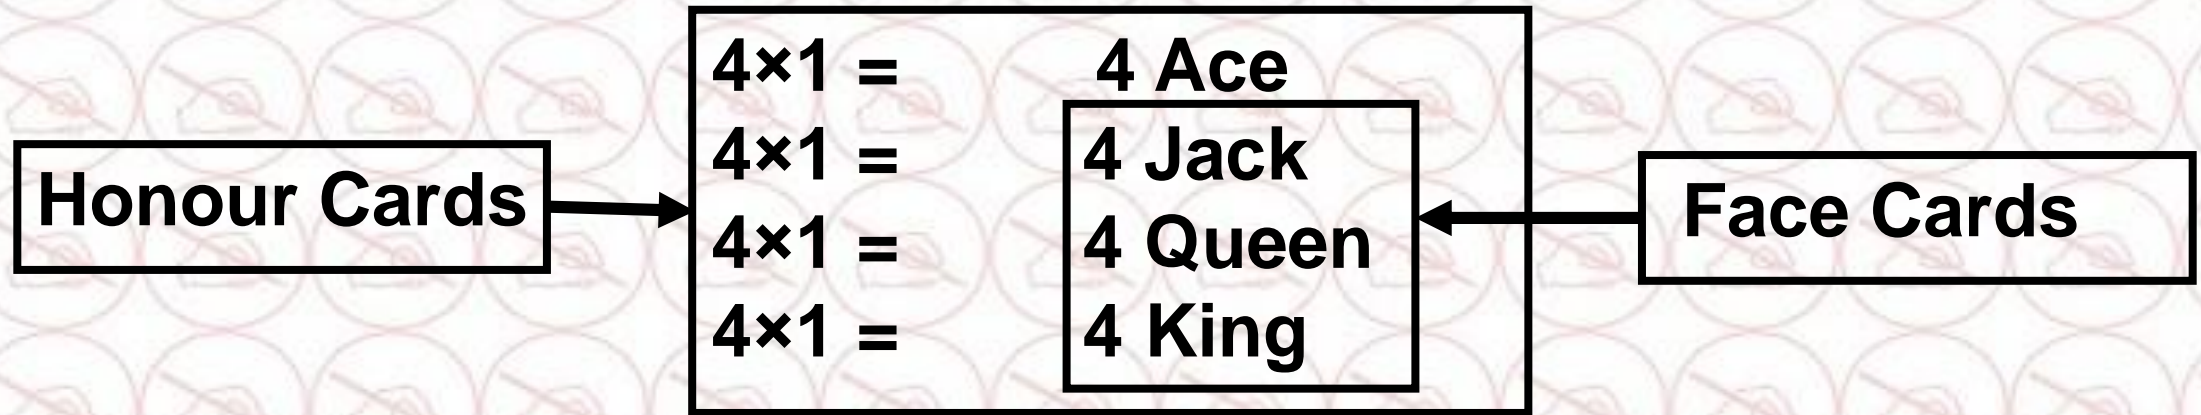 4×1 = 4 Ace
4×1 = 4 Jack
Honour Cards
Face Cards
4×1 = 4 Queen
4×1 = 4 King